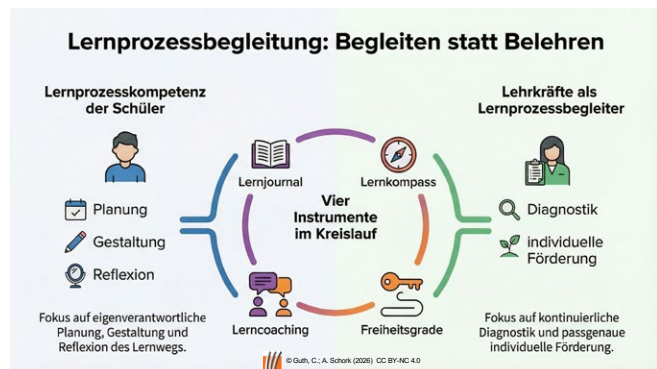 Lernprozessbegleitung: Begleiten statt Belehren
Lernprozesskompetenz
der Schüler
Planung
Gestaltung
Reflexion
Fokus auf eigenverantwortliche
Planung, Gestaltung und
Reflexion des Lernwegs.
Lernjournal
Lernkompass
Vier
Instrumente
im Kreislauf
Lerncoaching
Freiheitsgrade
Lehrkräfte als
Lernprozessbegleiter
Diagnostik
individuelle
Förderung
Fokus auf kontinuierliche
Diagnostik und passgenaue
individuelle Förderung.
© Guth, C.; A. Schork (2026) CC BY-NC 4.0